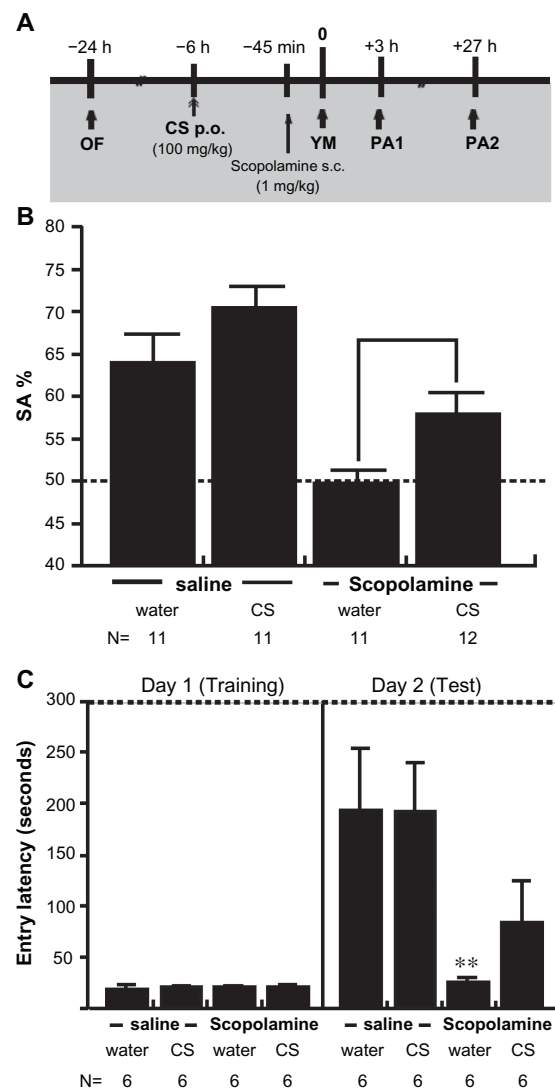 A
−24 h −6 h −45 min 0 +3 h +27 h
OF CS p.o. YM PA1 PA2
(100 mg/kg)
Scopolamine s.c.
(1 mg/kg)
B
80
70
65
60
55
50
45
40
SA %
saline Scopolamine
water CS water CS
N= 11 11 11 12
C
Day 1 (Training) Day 2 (Test)
300
250
200
150
100
50
Entry latency (seconds)
**
saline Scopolamine saline Scopolamine
water CS water CS water CS water CS
N= 6 6 6 6 6 6 6 6